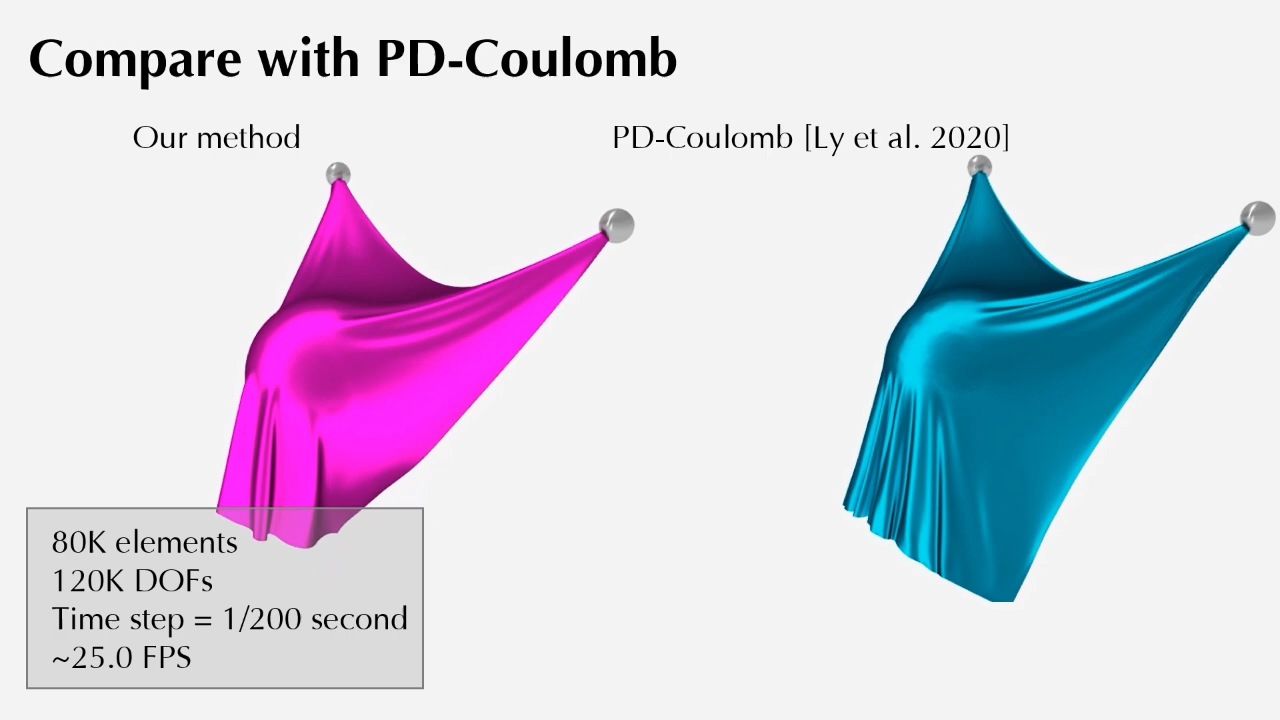 Compare with PD-Coulomb
Our method
PD-Coulomb [Ly et al. 2020]
80K elements
120K DOFs
Time step = 1/200 second
~25.0 FPS